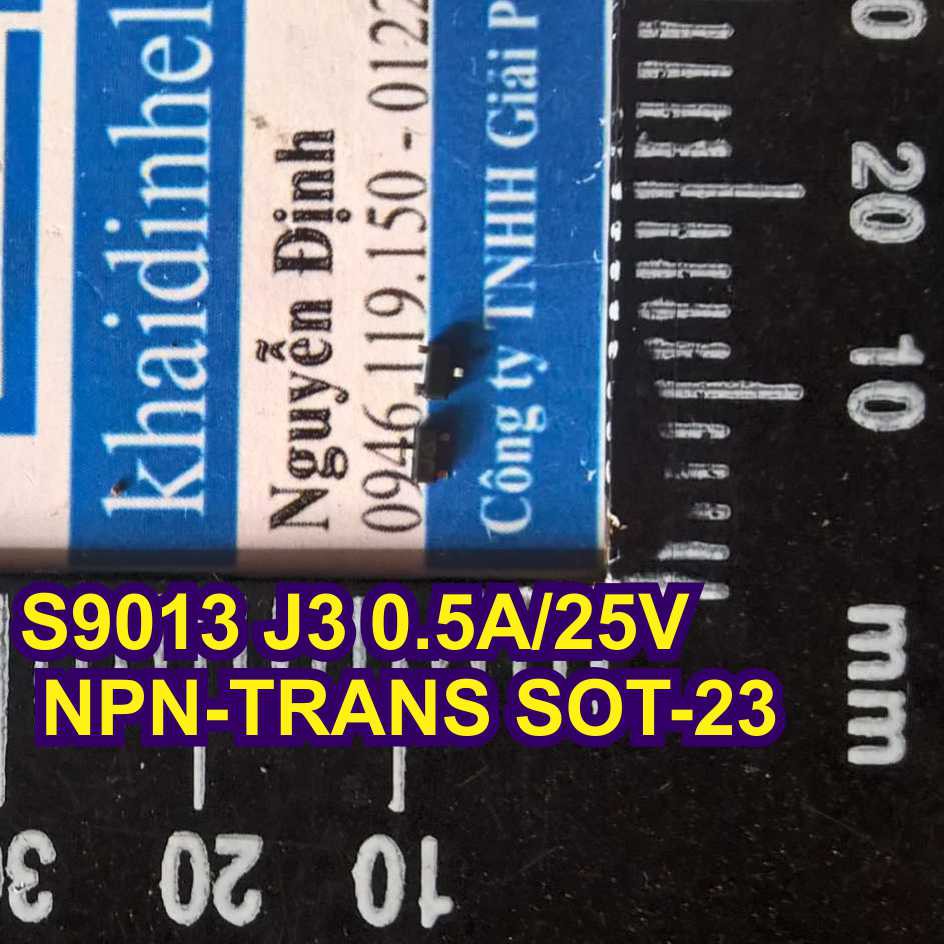 S9013 J3 0.5A/25V
NPN-TRANS SOT-23
khaidinhel
Nguyễn Định
0946.119.150 - 0122
Công ty TNHH Giải P
20
10
mm
20
10